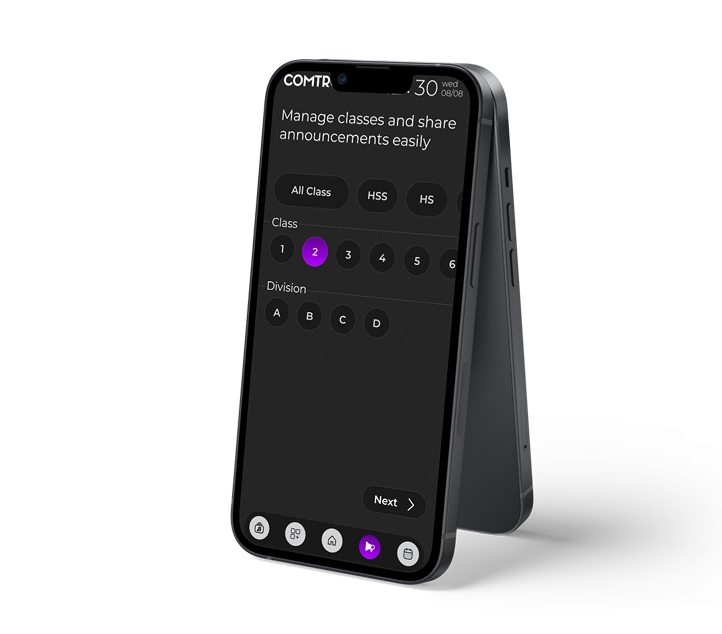 COMTR
30 wed
08/08
Manage classes and share
announcements easily
All Class HSS HS
Class
1 2 3 4 5 6
Division
A B C D
Next